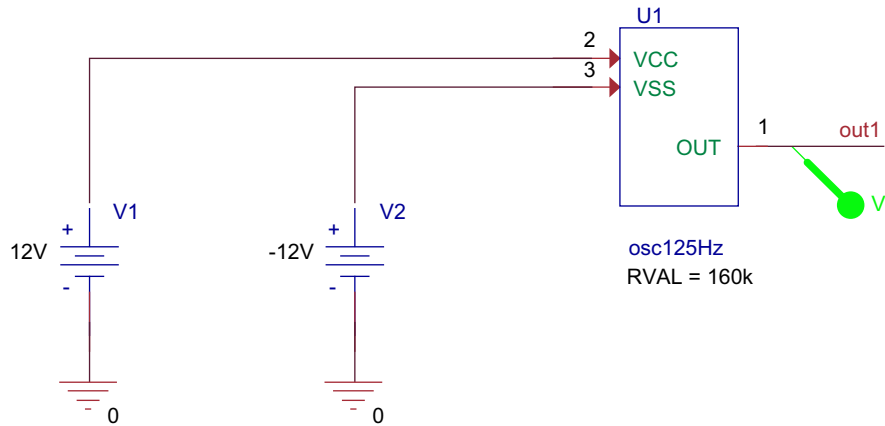 U1
2
VCC
3
VSS
OUT
1
out1
V
V1
V2
+
+
12V
-12V
-
-
osc125Hz
RVAL = 160k
0
0